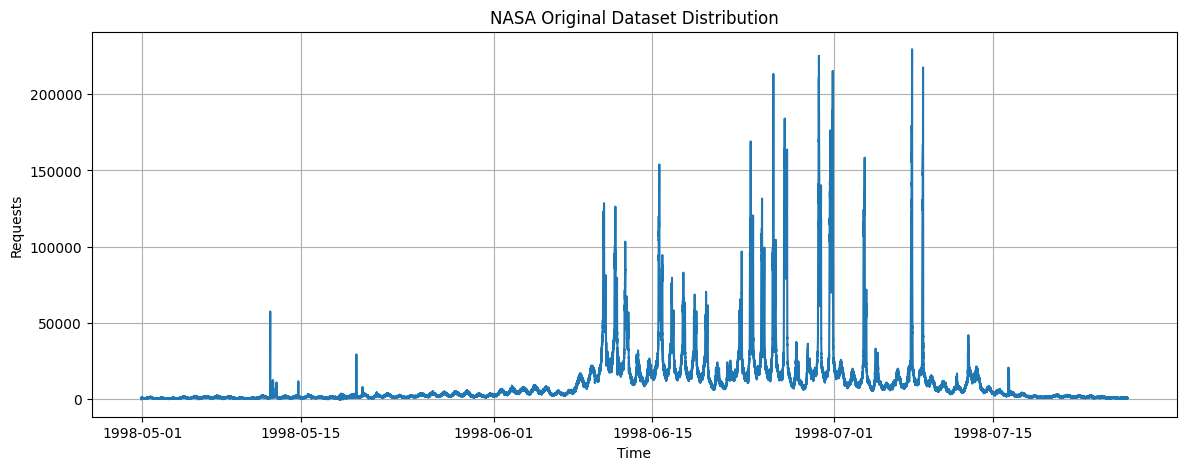 NASA Original Dataset Distribution
Requests
200000
150000
100000
50000
0
1998-05-01 1998-05-15 1998-06-01 1998-06-15 1998-07-01 1998-07-15
Time